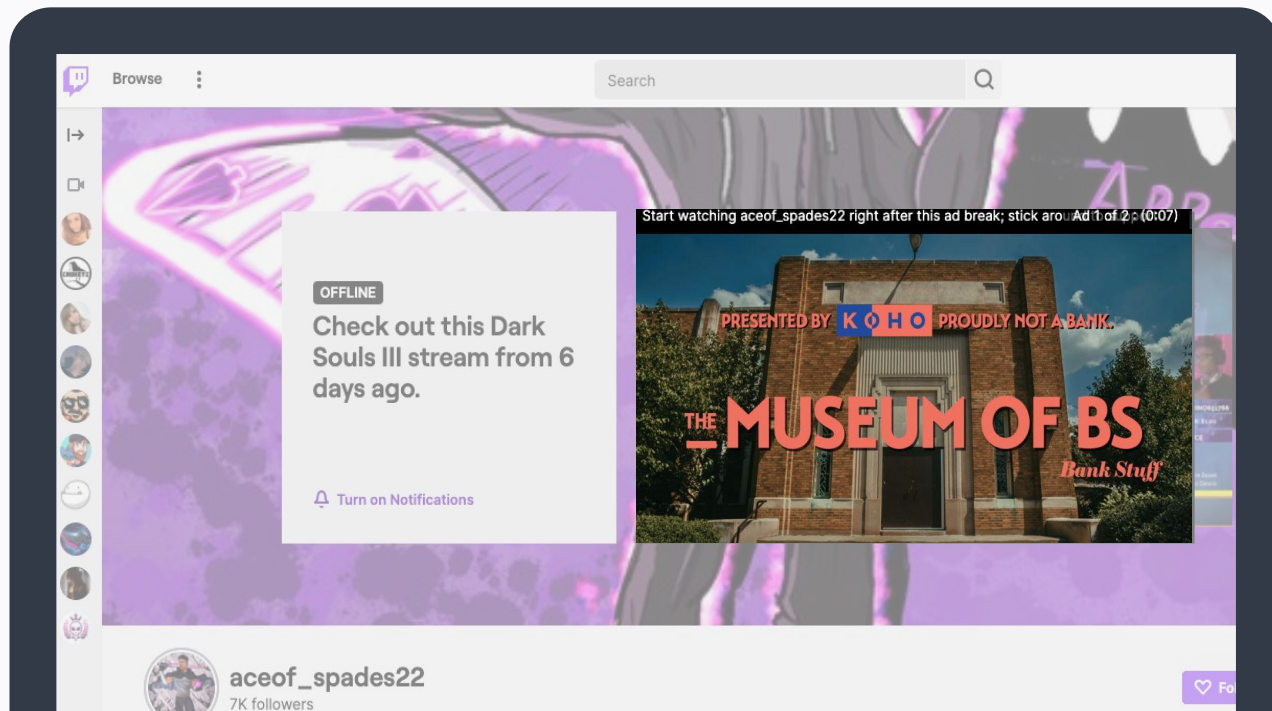 Browse
Search
Start watching aceof_spades22 right after this ad break; stick aro
Ad 1 of 2 : (0:07)
OFFLINE
Check out this Dark
Souls III stream from 6
days ago.
Turn on Notifications
PRESENTED BY KOHO PROUDLY NOT A BANK.
THE MUSEUM OF BS
Bank Stuff
aceof_spades22
7K followers
Fo